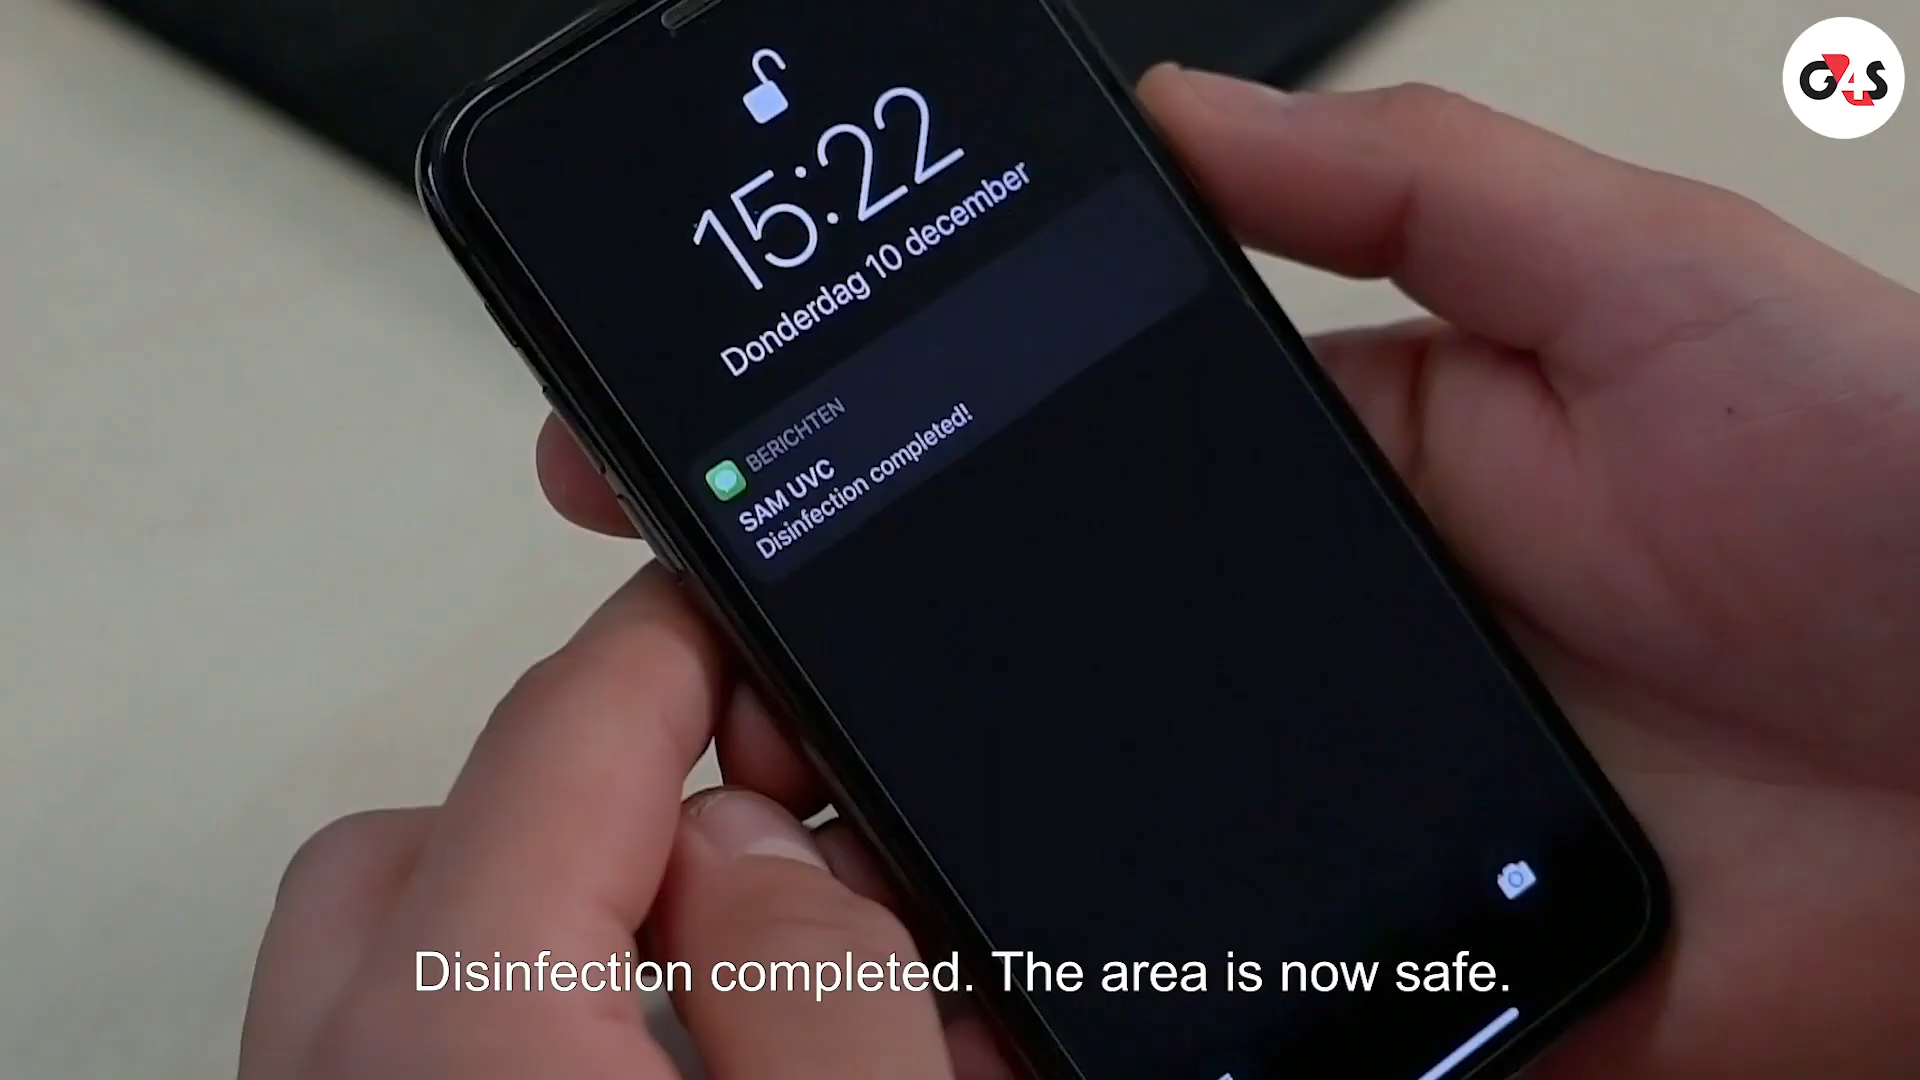 G4S
15:22
Donderdag 10 december
BERICHTEN
SAM UVC
Disinfection completed!
Disinfection completed. The area is now safe.